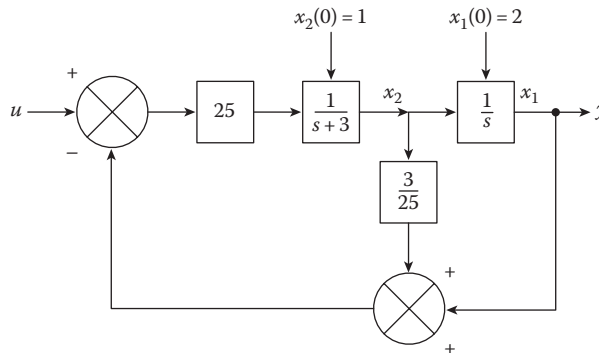 x₂(0) = 1
x₁(0) = 2
+
u
25
1
s + 3
x₂
1
s
x₁
−
3
25
+
+